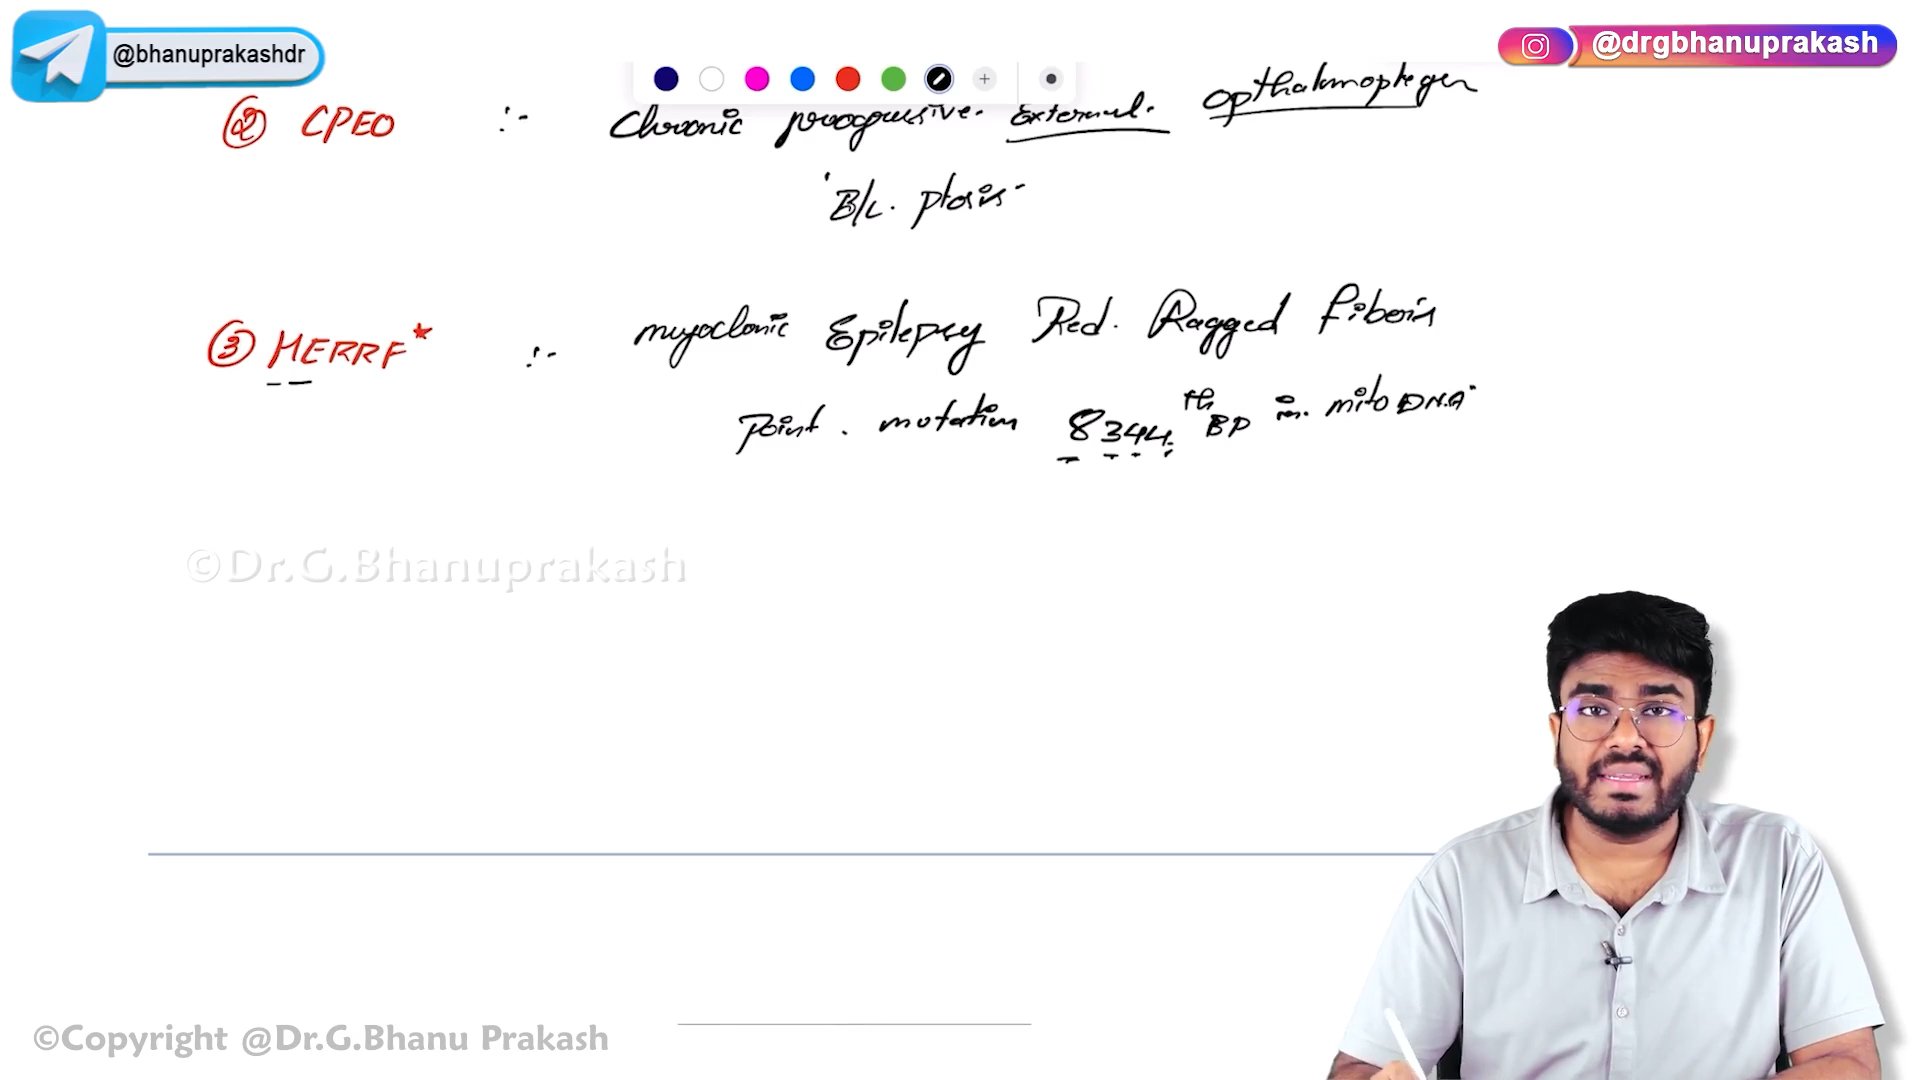 @bhanuprakashdr
@drgbhanuprakash
② CPEO :- Chronic progressive. External. opthalmoplegia
B/L. ptosis
③ MERRF* :- myoclonic Epilepsy Red. Ragged Fibers
Point. mutation 8344th BP in. mito DNA
©Dr.G.Bhanuprakash
©Copyright @Dr.G.Bhanu Prakash